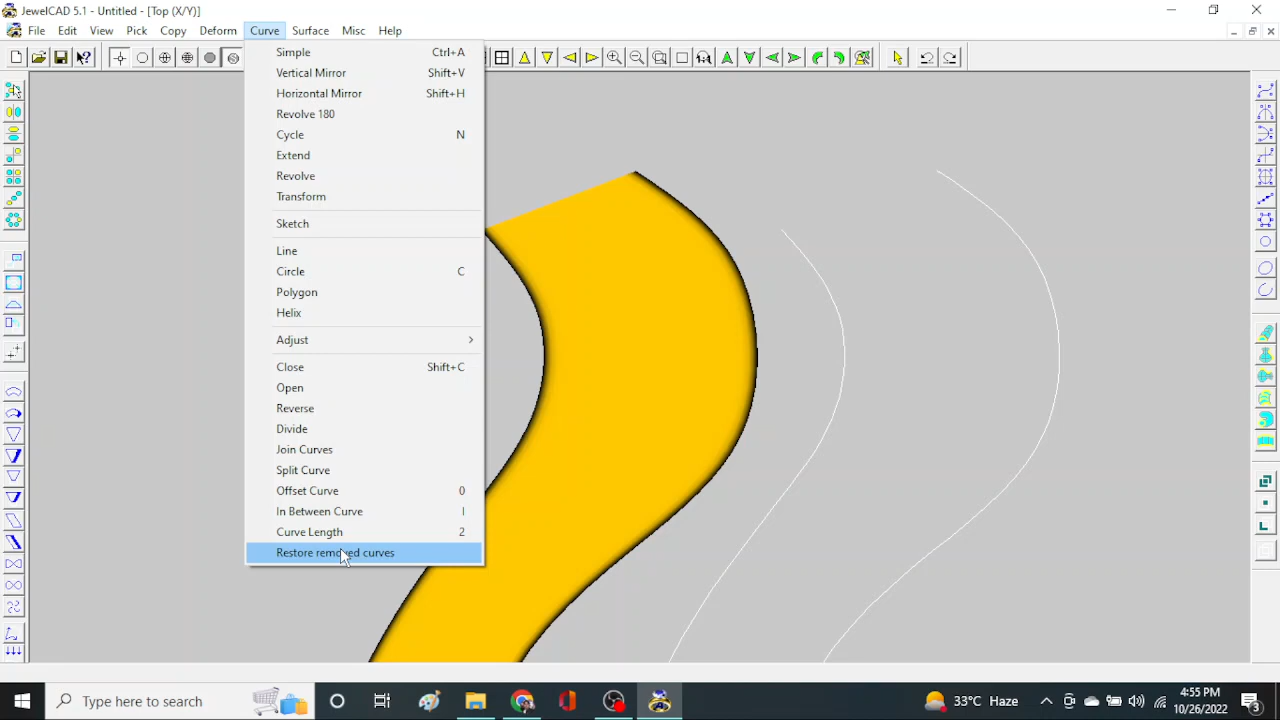 JewelCAD 5.1 - Untitled - [Top (X/Y)]
File Edit View Pick Copy Deform Curve Surface Misc Help
Simple Ctrl+A
Vertical Mirror Shift+V
Horizontal Mirror Shift+H
Revolve 180
Cycle N
Extend
Revolve
Transform
Sketch
Line
Circle C
Polygon
Helix
Adjust
Close Shift+C
Open
Reverse
Divide
Join Curves
Split Curve
Offset Curve 0
In Between Curve I
Curve Length 2
Restore removed curves
Type here to search
33°C Haze
4:55 PM
10/26/2022
3